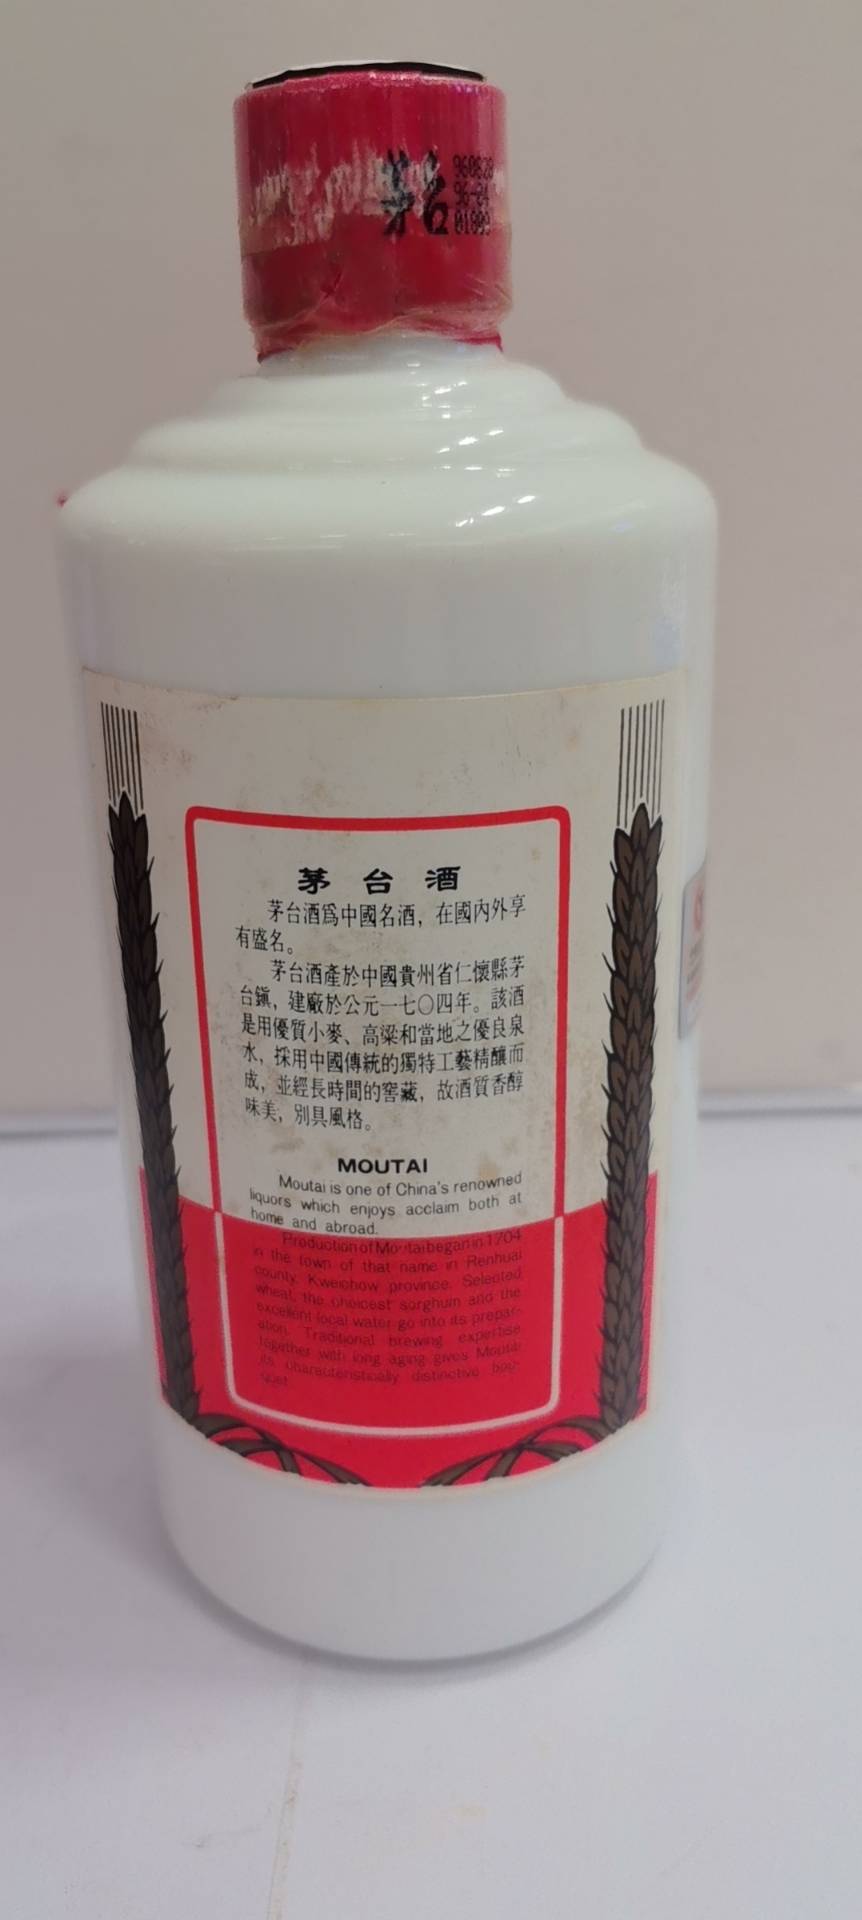 茅台
960828
96-04
01099
茅台酒
茅台酒爲中國名酒，在國內外享
有盛名。
茅台酒產於中國貴州省仁懷縣茅
台鎭，建廠於公元一七〇四年。該酒
是用優質小麥、高粱和當地之優良泉
水，採用中國傳統的獨特工藝精釀而
成，並經長時間的窖藏，故酒質香醇
味美，別具風格。
MOUTAI
Moutai is one of China's renowned
liquors which enjoys acclaim both at
home and abroad.
Production of Moutai began in 1704
in the town of that name in Renhuai
county, Kweichow province. Selected
wheat, the choicest sorghum and the
excellent local water go into its prepar-
ation. Traditional brewing expertise
together with long aging gives Moutai
its characteristically distinctive bou-
quet.